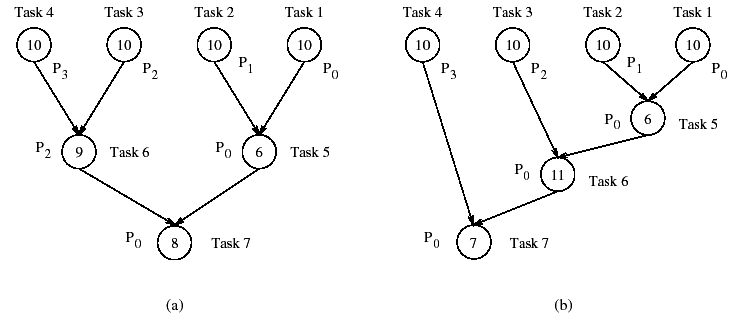 Task 4 Task 3 Task 2 Task 1 Task 4 Task 3 Task 2 Task 1
10 10 10 10 10 10 10 10
P3 P2 P1 P0 P3 P2 P1 P0
P0 6 Task 5
P2 9 Task 6 P0 6 Task 5
P0 11 Task 6
P0 8 Task 7 P0 7 Task 7
(a) (b)